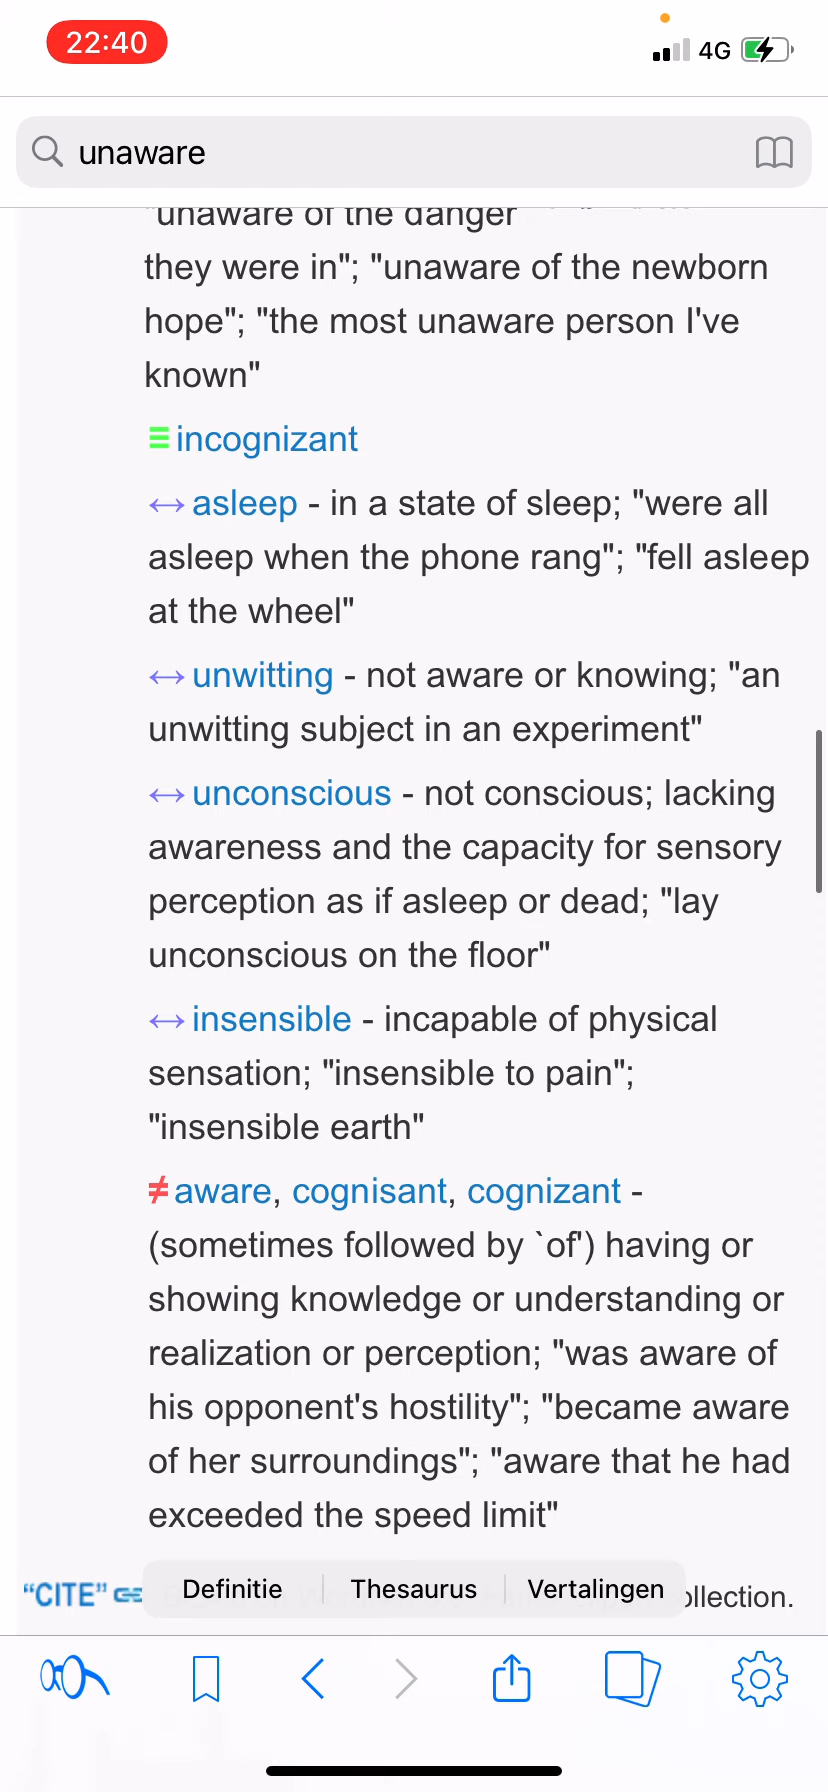 22:40
4G
unaware
"unaware of the danger
they were in"; "unaware of the newborn
hope"; "the most unaware person I've
known"
incognizant
↔ asleep - in a state of sleep; "were all
asleep when the phone rang"; "fell asleep
at the wheel"
↔ unwitting - not aware or knowing; "an
unwitting subject in an experiment"
↔ unconscious - not conscious; lacking
awareness and the capacity for sensory
perception as if asleep or dead; "lay
unconscious on the floor"
↔ insensible - incapable of physical
sensation; "insensible to pain";
"insensible earth"
≠ aware, cognisant, cognizant -
(sometimes followed by `of') having or
showing knowledge or understanding or
realization or perception; "was aware of
his opponent's hostility"; "became aware
of her surroundings"; "aware that he had
exceeded the speed limit"
“CITE”
Definitie Thesaurus Vertalingen